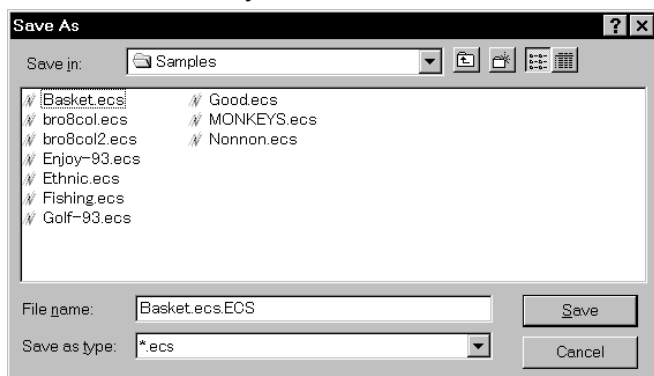 Save As
Save in: Samples
Basket.ecs Good.ecs
bro8col.ecs MONKEYS.ecs
bro8col2.ecs Nonnon.ecs
Enjoy-93.ecs
Ethnic.ecs
Fishing.ecs
Golf-93.ecs
File name: Basket.ecs.ECS Save
Save as type: *.ecs Cancel